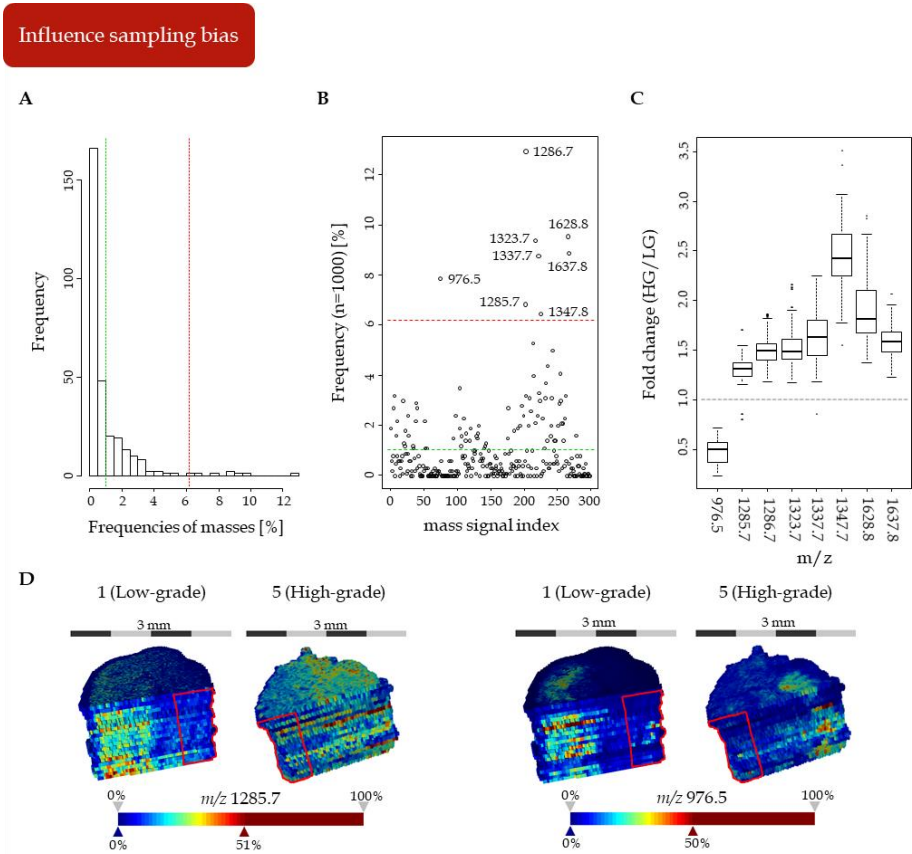 Influence sampling bias
A
B
C
Frequency
0
50
100
150
0
2
4
6
8
10
12
Frequencies of masses [%]
Frequency (n=1000) [%]
0
2
4
6
8
10
12
1286.7
1628.8
1323.7
1337.7
1637.8
976.5
1285.7
1347.8
0
50
100
150
200
250
300
mass signal index
Fold change (HG/LG)
0.5
1.0
1.5
2.0
2.5
3.0
3.5
976.5
1285.7
1286.7
1323.7
1337.7
1347.7
1628.8
1637.8
m/z
D
1 (Low-grade)
5 (High-grade)
1 (Low-grade)
5 (High-grade)
3 mm
3 mm
0%
m/z 1285.7
100%
0%
51%
0%
m/z 976.5
100%
0%
50%